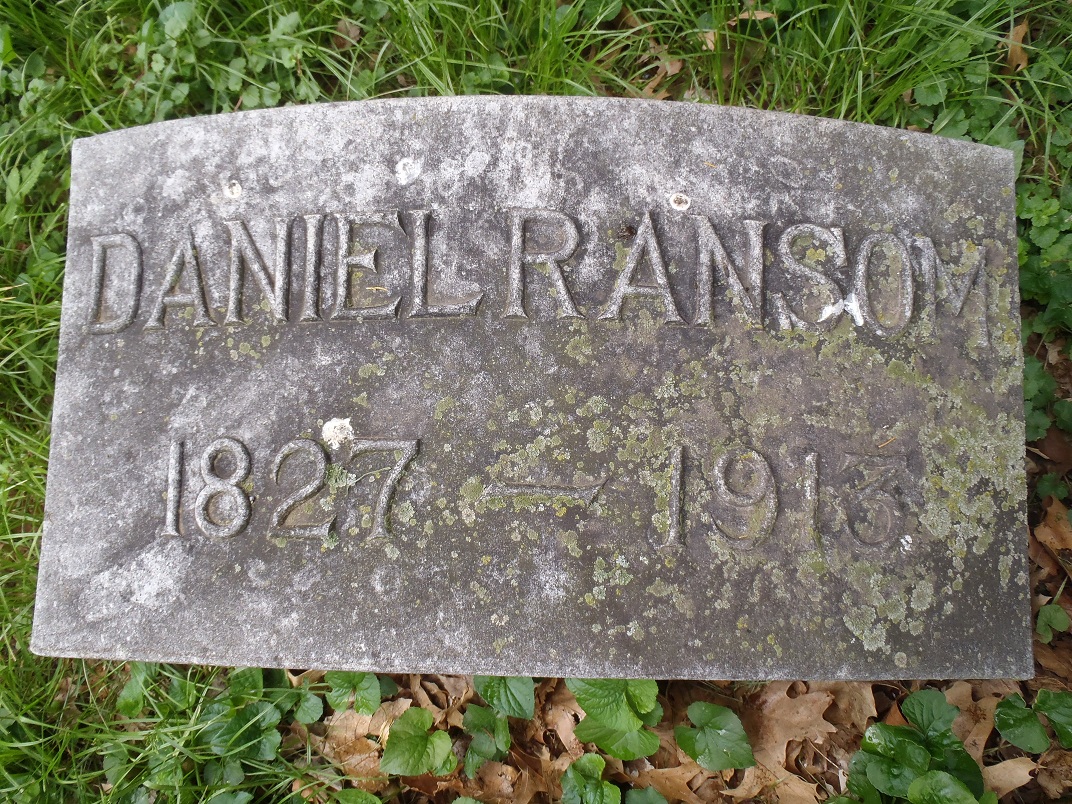 DANIEL RANSOM
1827 — 1913